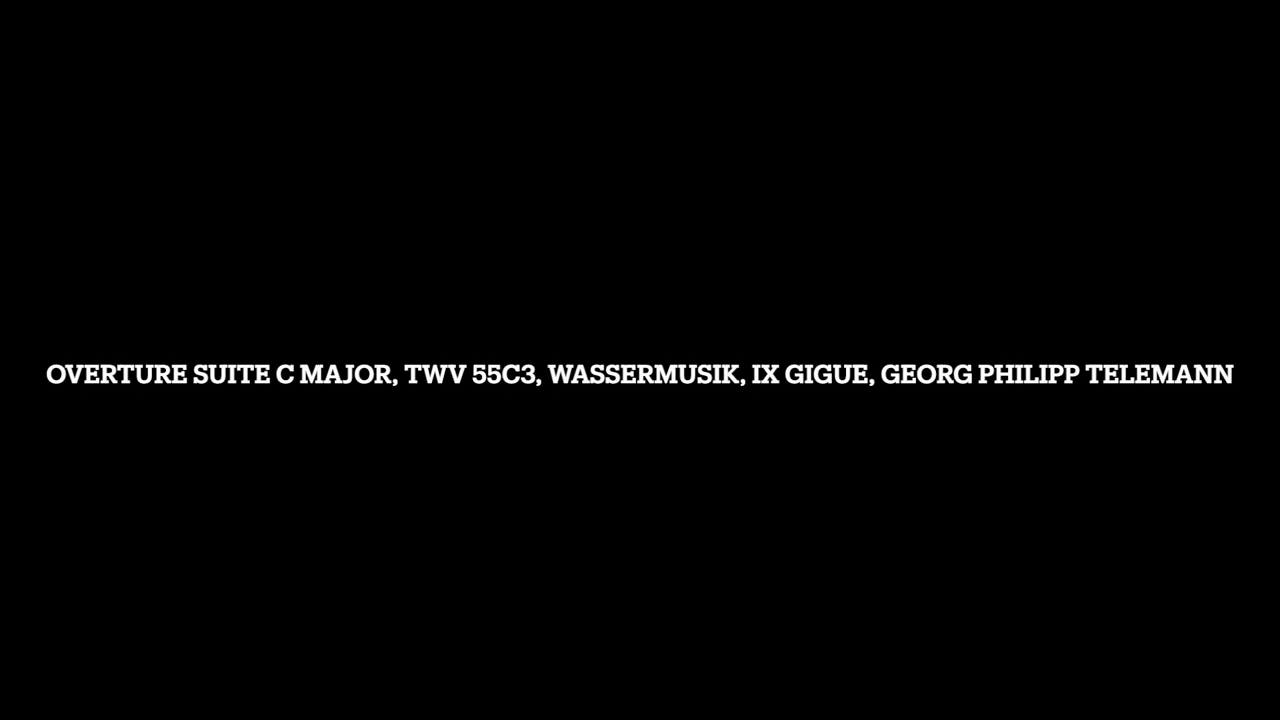 OVERTURE SUITE C MAJOR, TWV 55C3, WASSERMUSIK, IX GIGUE, GEORG PHILIPP TELEMANN